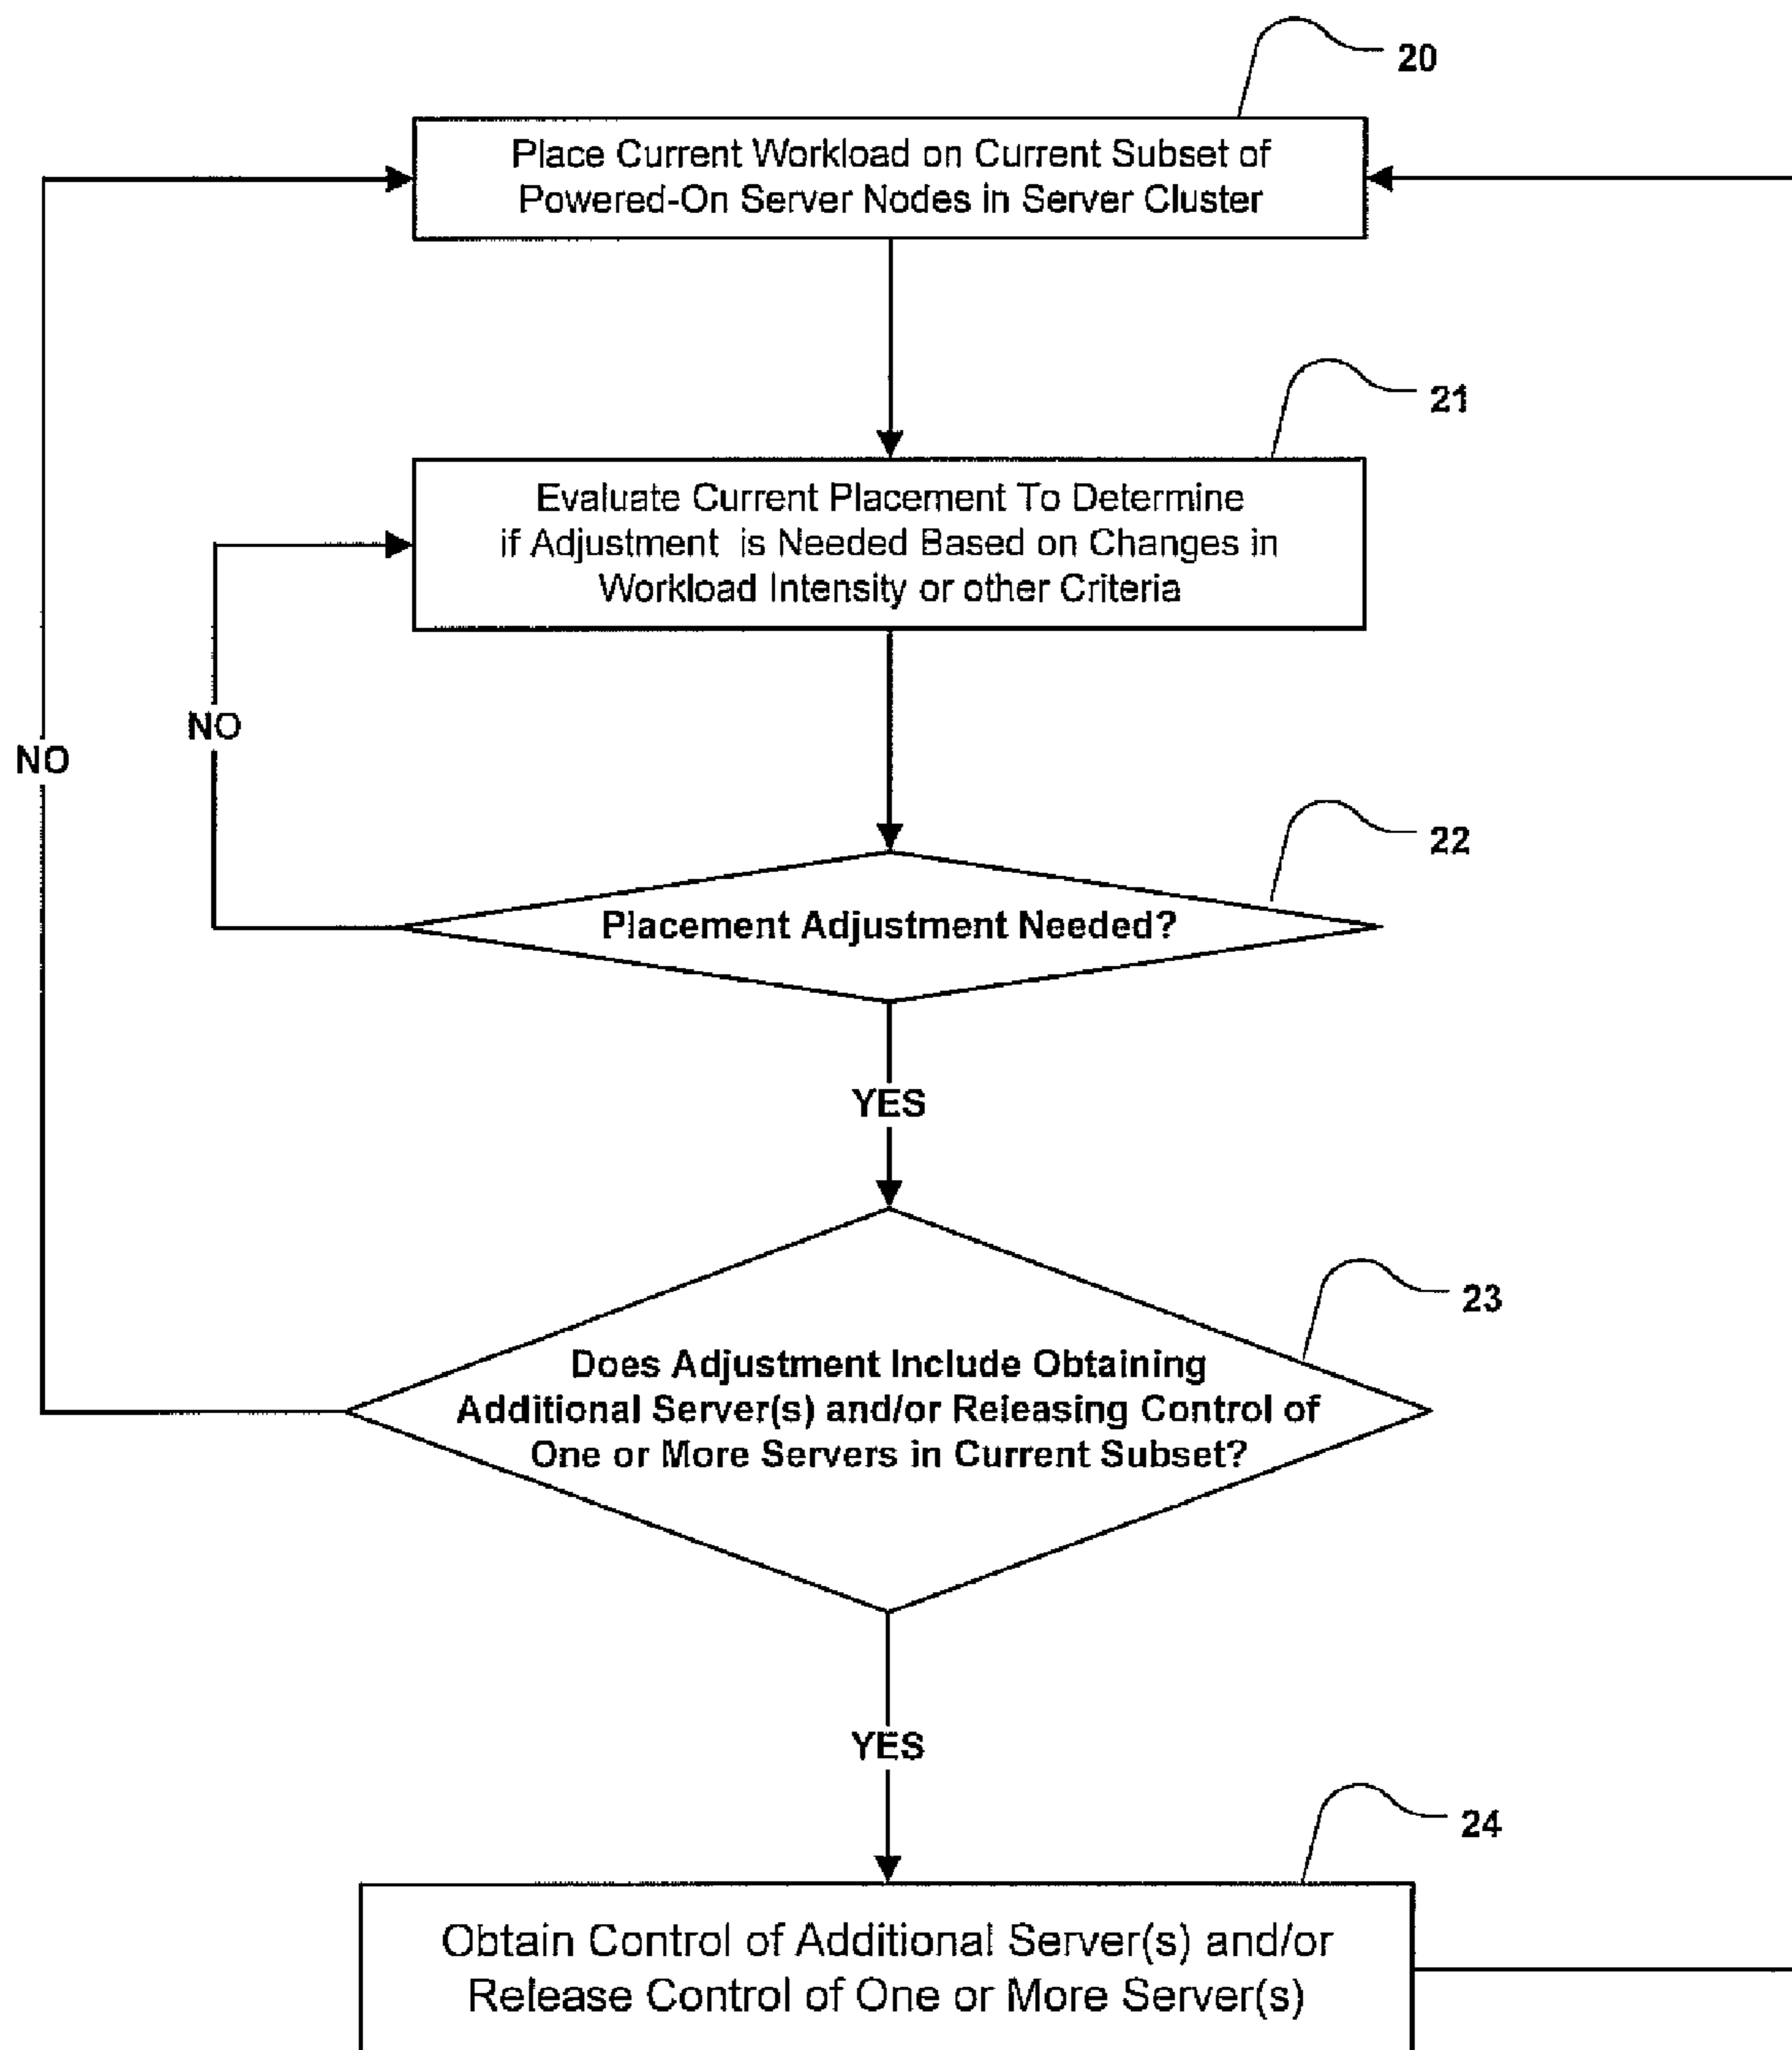 20
Place Current Workload on Current Subset of
Powered-On Server Nodes in Server Cluster
21
Evaluate Current Placement To Determine
if Adjustment is Needed Based on Changes in
Workload Intensity or other Criteria
NO
NO
22
Placement Adjustment Needed?
YES
23
Does Adjustment Include Obtaining
Additional Server(s) and/or Releasing Control of
One or More Servers in Current Subset?
YES
24
Obtain Control of Additional Server(s) and/or
Release Control of One or More Server(s)